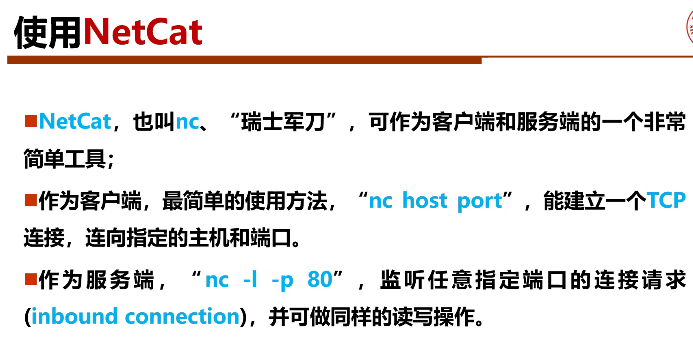 使用NetCat
■NetCat，也叫nc、“瑞士军刀”，可作为客户端和服务端的一个非常
简单工具；
■作为客户端，最简单的使用方法，“nc host port”，能建立一个TCP
连接，连向指定的主机和端口。
■作为服务端，“nc -l -p 80”，监听任意指定端口的连接请求
(inbound connection)，并可做同样的读写操作。